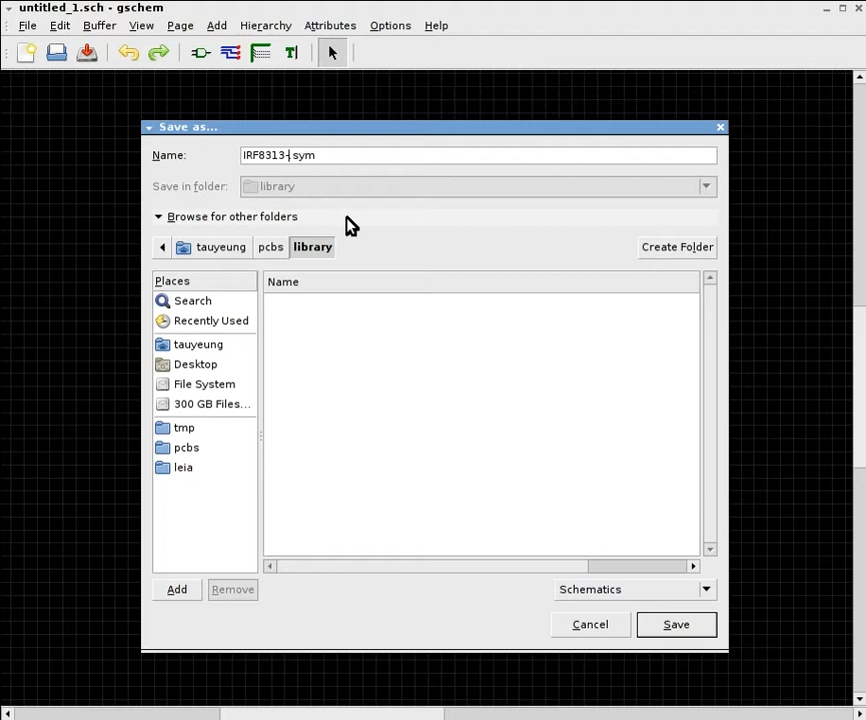 untitled_1.sch - gschem
File Edit Buffer View Page Add Hierarchy Attributes Options Help
Save as...
Name: IRF8313-sym
Save in folder: library
Browse for other folders
tauyeung pcbs library Create Folder
Places
Search
Recently Used
tauyeung
Desktop
File System
300 GB Files...
tmp
pcbs
leia
Name
Add Remove Schematics
Cancel Save